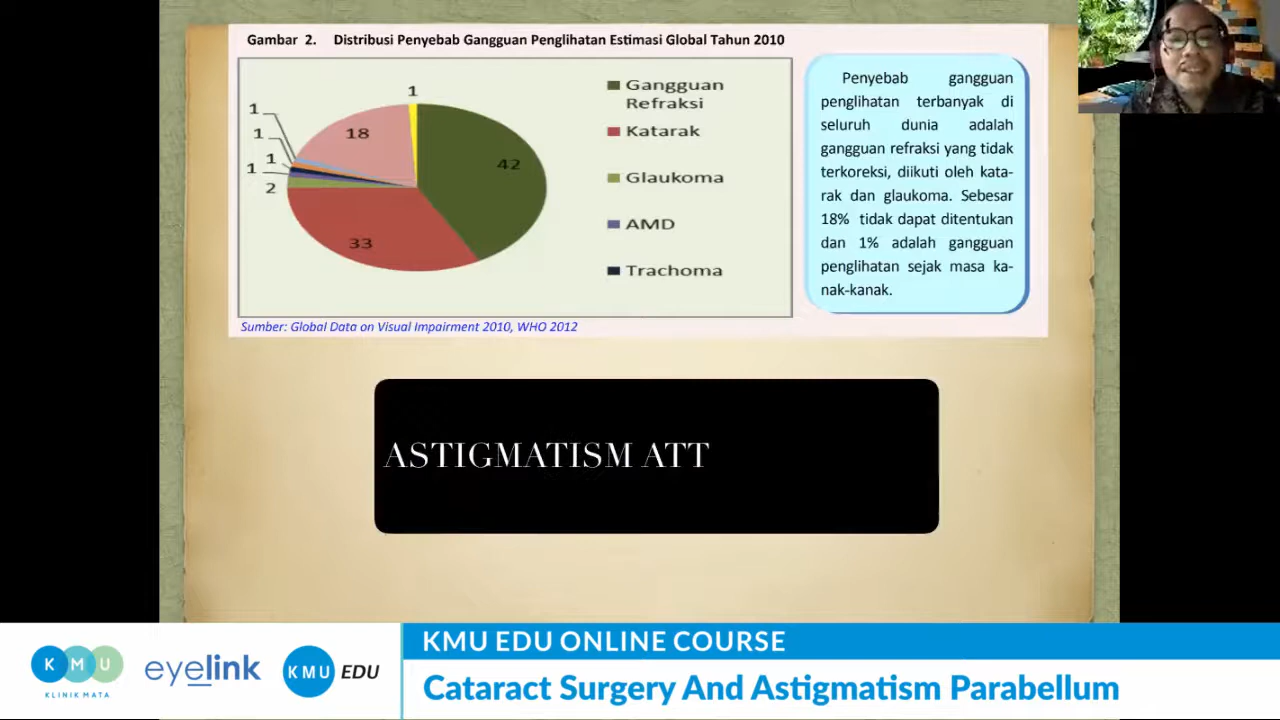 Gambar 2. Distribusi Penyebab Gangguan Penglihatan Estimasi Global Tahun 2010
1
1
1
1
1
2
18
42
33
Gangguan
Refraksi
Katarak
Glaukoma
AMD
Trachoma
Sumber: Global Data on Visual Impairment 2010, WHO 2012
Penyebab gangguan
penglihatan terbanyak di
seluruh dunia adalah
gangguan refraksi yang tidak
terkoreksi, diikuti oleh kata-
rak dan glaukoma. Sebesar
18% tidak dapat ditentukan
dan 1% adalah gangguan
penglihatan sejak masa ka-
nak-kanak.
ASTIGMATISM ATT
KMU
KLINIK MATA
eyelink
KMU EDU
KMU EDU ONLINE COURSE
Cataract Surgery And Astigmatism Parabellum